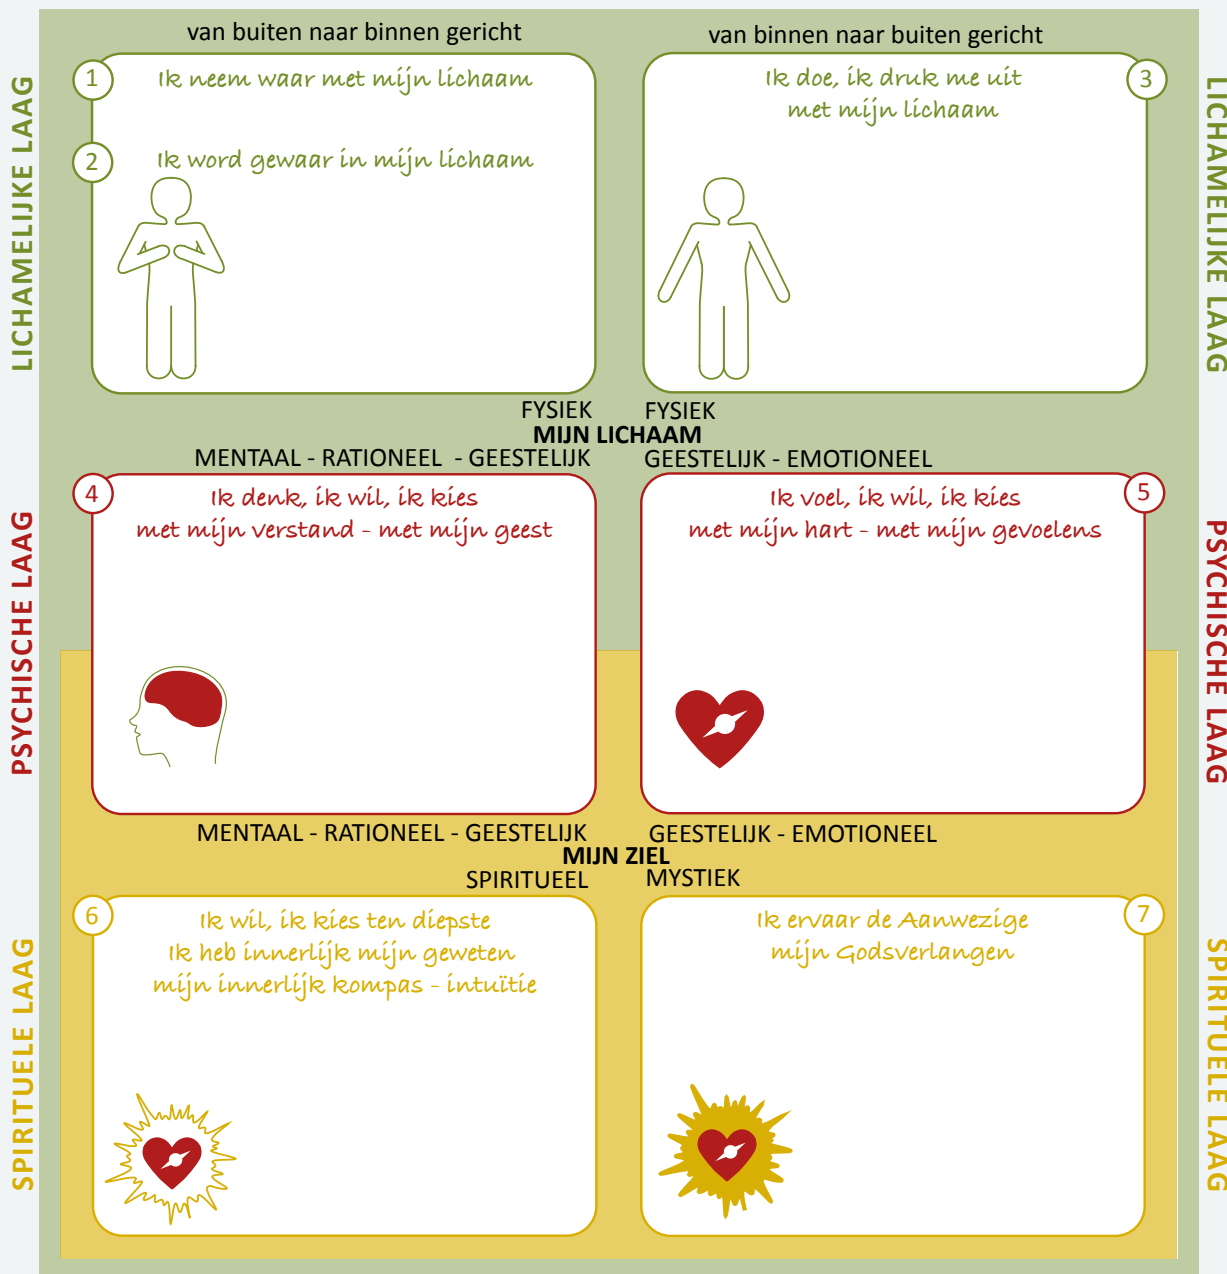 van buiten naar binnen gericht
van binnen naar buiten gericht
LICHAMELIJKE LAAG
LICHAMELIJKE LAAG
1
Ik neem waar met mijn lichaam
2
Ik word gewaar in mijn lichaam
3
Ik doe, ik druk me uit
met mijn lichaam
FYSIEK
FYSIEK
MIJN LICHAAM
MENTAAL - RATIONEEL - GEESTELIJK
GEESTELIJK - EMOTIONEEL
PSYCHISCHE LAAG
PSYCHISCHE LAAG
4
Ik denk, ik wil, ik kies
met mijn verstand - met mijn geest
5
Ik voel, ik wil, ik kies
met mijn hart - met mijn gevoelens
MENTAAL - RATIONEEL - GEESTELIJK
GEESTELIJK - EMOTIONEEL
MIJN ZIEL
SPIRITUEEL
MYSTIEK
SPIRITUELE LAAG
SPIRITUELE LAAG
6
Ik wil, ik kies ten diepste
Ik heb innerlijk mijn geweten
mijn innerlijk kompas - intuïtie
7
Ik ervaar de Aanwezige
mijn Godsverlangen